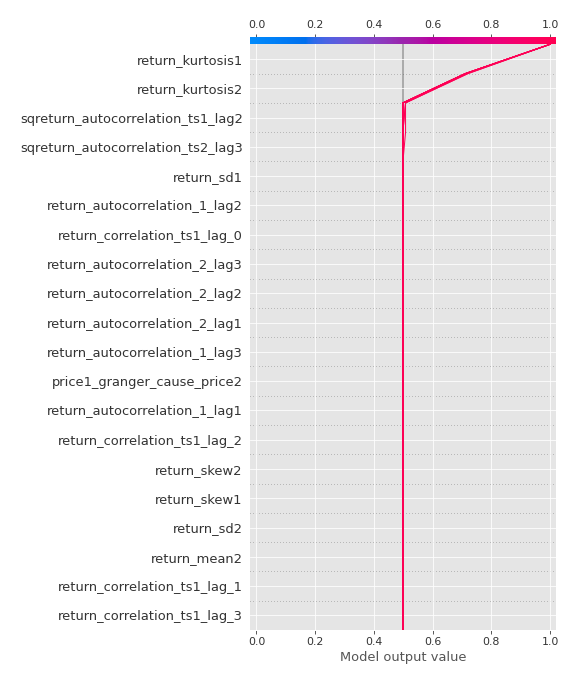 0.0 0.2 0.4 0.6 0.8 1.0
return_kurtosis1
return_kurtosis2
sqreturn_autocorrelation_ts1_lag2
sqreturn_autocorrelation_ts2_lag3
return_sd1
return_autocorrelation_1_lag2
return_correlation_ts1_lag_0
return_autocorrelation_2_lag3
return_autocorrelation_2_lag2
return_autocorrelation_2_lag1
return_autocorrelation_1_lag3
price1_granger_cause_price2
return_autocorrelation_1_lag1
return_correlation_ts1_lag_2
return_skew2
return_skew1
return_sd2
return_mean2
return_correlation_ts1_lag_1
return_correlation_ts1_lag_3
0.0 0.2 0.4 0.6 0.8 1.0
Model output value